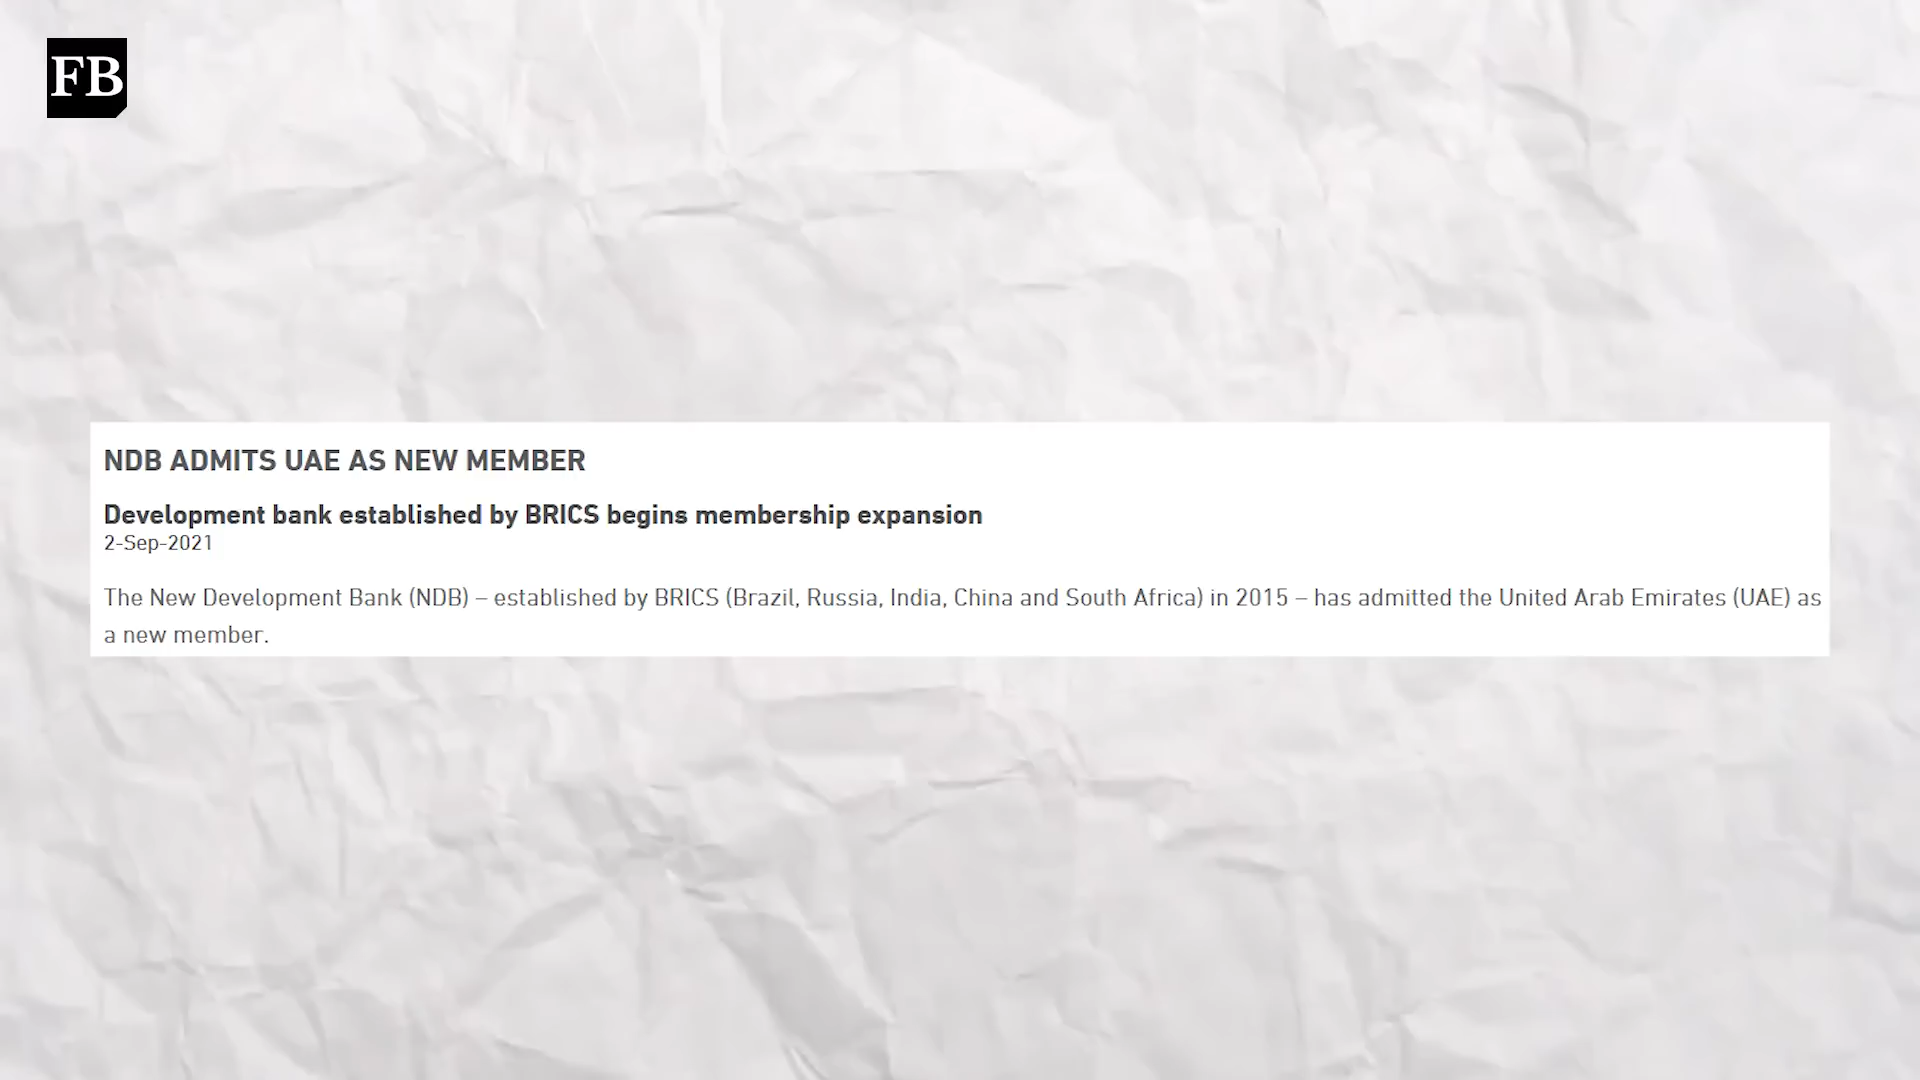 FB
NDB ADMITS UAE AS NEW MEMBER
Development bank established by BRICS begins membership expansion
2-Sep-2021
The New Development Bank (NDB) – established by BRICS (Brazil, Russia, India, China and South Africa) in 2015 – has admitted the United Arab Emirates (UAE) as
a new member.